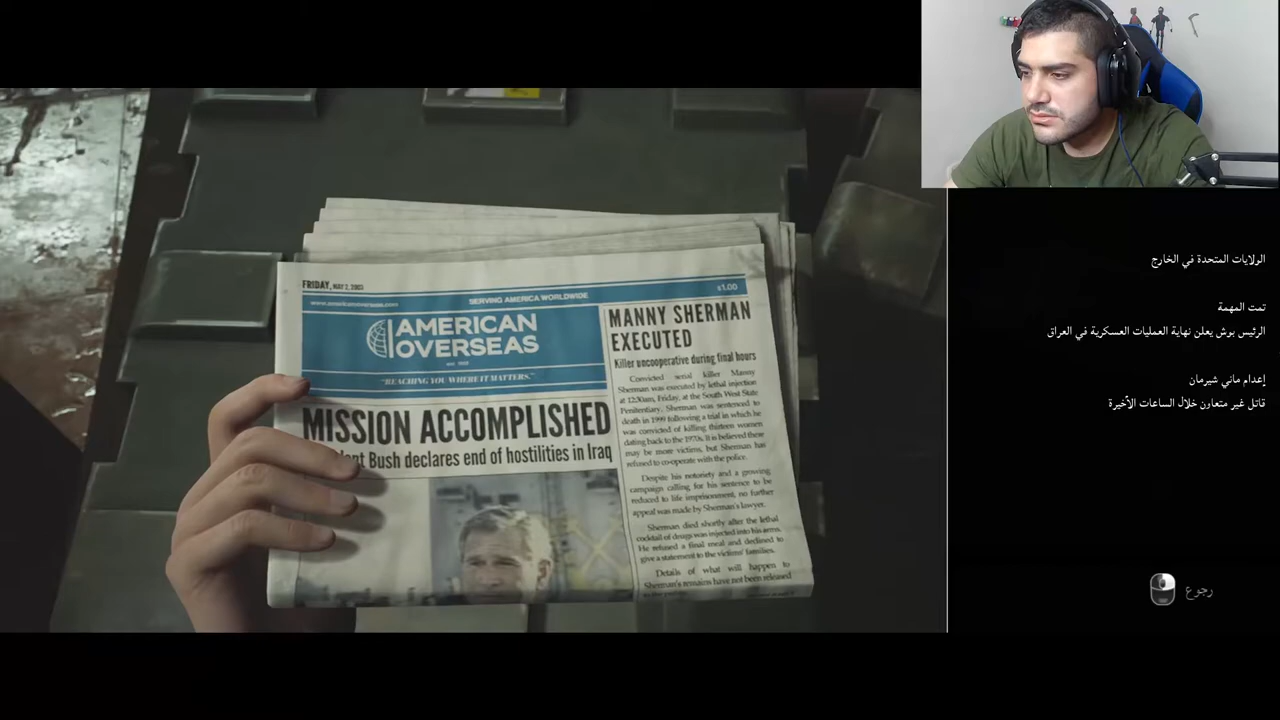 FRIDAY, MAY 2, 2003
www.americanoverseas.com
SERVING AMERICA WORLDWIDE
$1.00
AMERICAN
OVERSEAS
"REACHING YOU WHERE IT MATTERS."
MISSION ACCOMPLISHED
Bush declares end of hostilities in Iraq
MANNY SHERMAN
EXECUTED
Killer uncooperative during final hours
Convicted serial killer Manny
Sherman was executed by lethal injection
at 12:30am, Friday, at the South West State
Penitentiary. Sherman was sentenced to
death in 1999 following a trial in which he
was convicted of killing thirteen women
dating back to the 1970s. It is believed there
may be more victims, but Sherman has
refused to co-operate with the police.
Despite his notoriety and a growing
campaign calling for his sentence to be
reduced to life imprisonment, no further
appeal was made by Sherman's lawyer.
Sherman died shortly after the lethal
cocktail of drugs was injected into his arms.
He refused a final meal and declined to
give a statement to the victims' families.
Details of what will happen to
Sherman's remains have not been released
الولايات المتحدة في الخارج
تمت المهمة
الرئيس بوش يعلن نهاية العمليات العسكرية في العراق
إعدام ماني شيرمان
قاتل غير متعاون خلال الساعات الأخيرة
رجوع